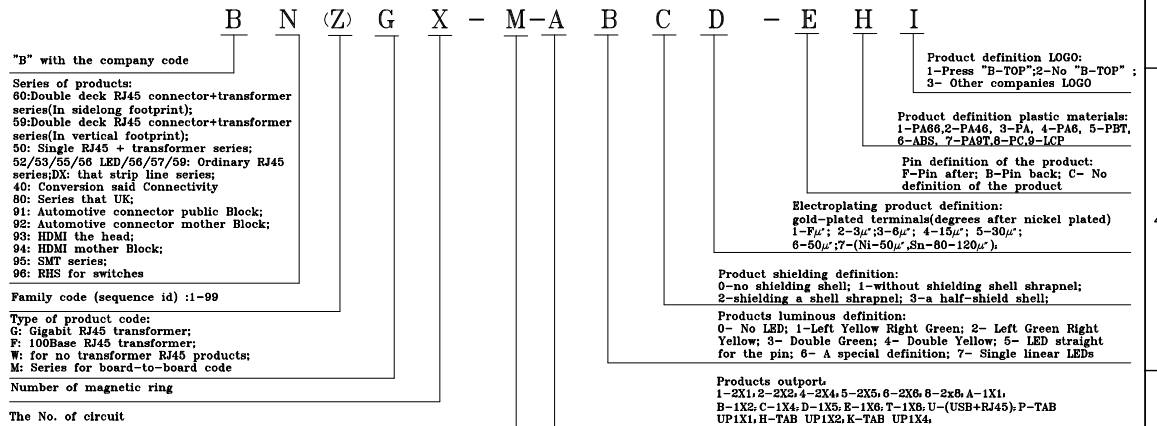 B N (Z) G X - M-A B C D - E H I
"B" with the company code
Series of products:
60:Double deck RJ45 connector+transformer
series(In sidelong footprint);
59:Double deck RJ45 connector+transformer
series(In vertical footprint);
50: Single RJ45 + transformer series;
52/53/55/56 LED/56/57/59: Ordinary RJ45
series;DX: that strip line series;
40: Conversion said Connectivity
80: Series that UK;
91: Automotive connector public Block;
92: Automotive connector mother Block;
93: HDMI the head;
94: HDMI mother Block;
95: SMT series;
96: RHS for switches
Family code (sequence id) :1-99
Type of product code:
G: Gigabit RJ45 transformer;
F: 100Base RJ45 transformer;
W: for no transformer RJ45 products;
M: Series for board-to-board code
Number of magnetic ring
The No. of circuit
Product definition LOGO:
1-Press "B-TOP";2-No "B-TOP" ;
3- Other companies LOGO
Product definition plastic materials:
1-PA66,2-PA46, 3-PA, 4-PA6, 5-PBT,
6-ABS, 7-PA9T,8-PC,9-LCP
Pin definition of the product:
F-Pin after; B-Pin back; C- No
definition of the product
Electroplating product definition:
gold-plated terminals(degrees after nickel plated)
1-Fμ"; 2-3μ";3-6μ"; 4-15μ"; 5-30μ";
6-50μ";7-(Ni-50μ",Sn-80-120μ");
Product shielding definition:
0-no shielding shell; 1-without shielding shell shrapnel;
2-shielding a shell shrapnel; 3-a half-shield shell;
Products luminous definition:
0- No LED; 1-Left Yellow Right Green; 2- Left Green Right
Yellow; 3- Double Green; 4- Double Yellow; 5- LED straight
for the pin; 6- A special definition; 7- Single linear LEDs
Products outport:
1-2X1; 2-2X2; 4-2X4; 5-2X5; 6-2X6; 8-2x8; A-1X1;
B-1X2; C-1X4; D-1X5; E-1X6; T-1X8; U-(USB+RJ45); P-TAB
UP1X1; H-TAB UP1X2; K-TAB UP1X4;
4